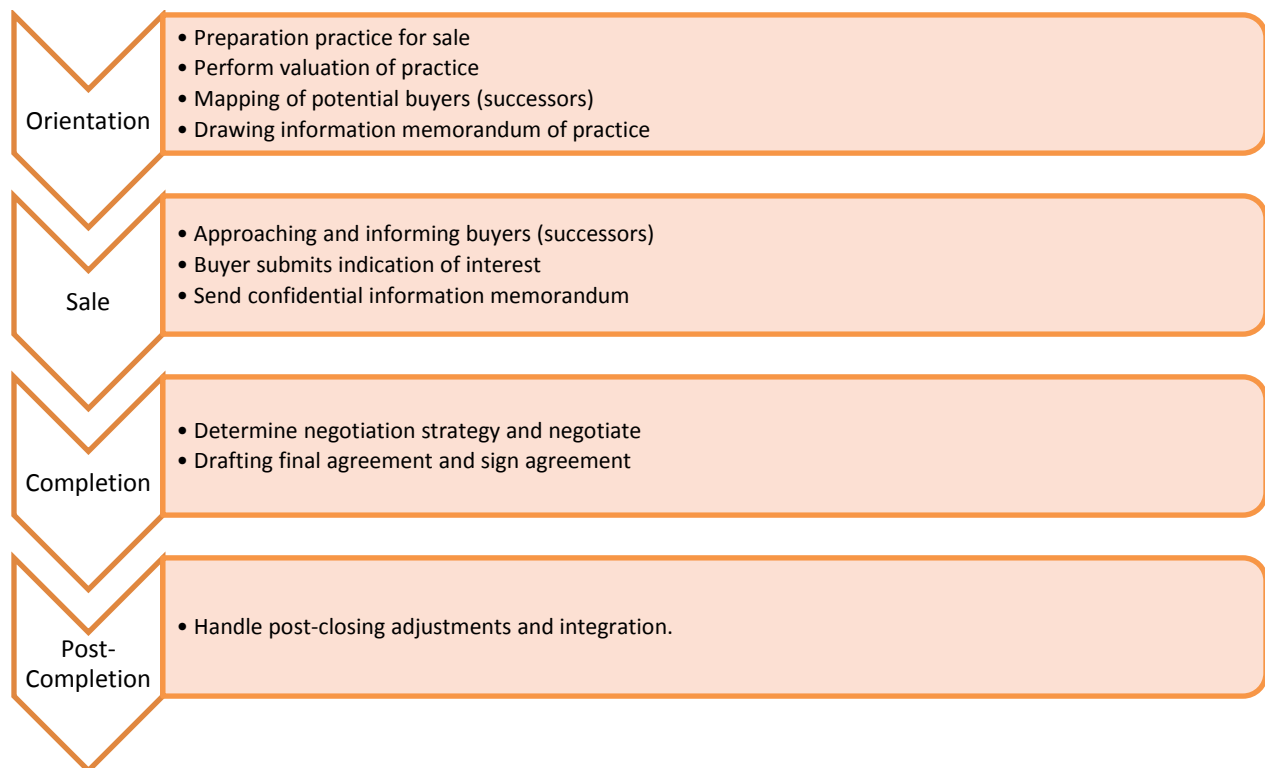 Orientation
• Preparation practice for sale
• Perform valuation of practice
• Mapping of potential buyers (successors)
• Drawing information memorandum of practice
Sale
• Approaching and informing buyers (successors)
• Buyer submits indication of interest
• Send confidential information memorandum
Completion
• Determine negotiation strategy and negotiate
• Drafting final agreement and sign agreement
Post-
Completion
• Handle post-closing adjustments and integration.